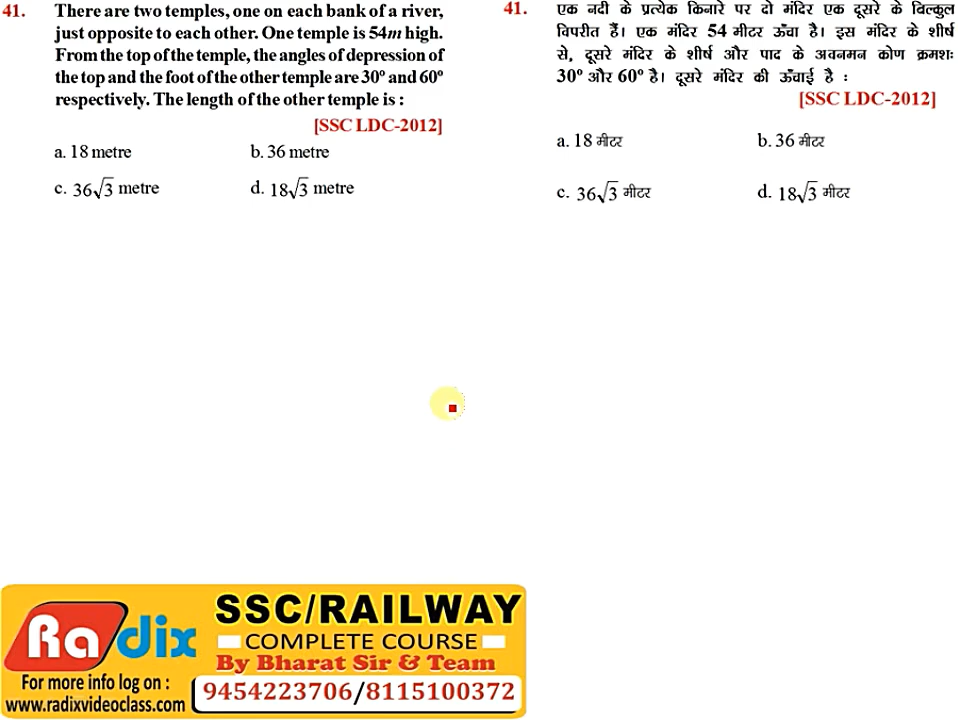 41. There are two temples, one on each bank of a river,
just opposite to each other. One temple is 54m high.
From the top of the temple, the angles of depression of
the top and the foot of the other temple are 30º and 60º
respectively. The length of the other temple is :
[SSC LDC-2012]
a. 18 metre b. 36 metre
c. 36√3 metre d. 18√3 metre
41. एक नदी के प्रत्येक किनारे पर दो मंदिर एक दूसरे के बिल्कुल
विपरीत हैं। एक मंदिर 54 मीटर ऊँचा है। इस मंदिर के शीर्ष
से, दूसरे मंदिर के शीर्ष और पाद के अवनमन कोण क्रमशः
30º और 60º है। दूसरे मंदिर की ऊँचाई है :
[SSC LDC-2012]
a. 18 मीटर b. 36 मीटर
c. 36√3 मीटर d. 18√3 मीटर
Radix
For more info log on :
www.radixvideoclass.com
SSC/RAILWAY
COMPLETE COURSE
By Bharat Sir & Team
9454223706/8115100372